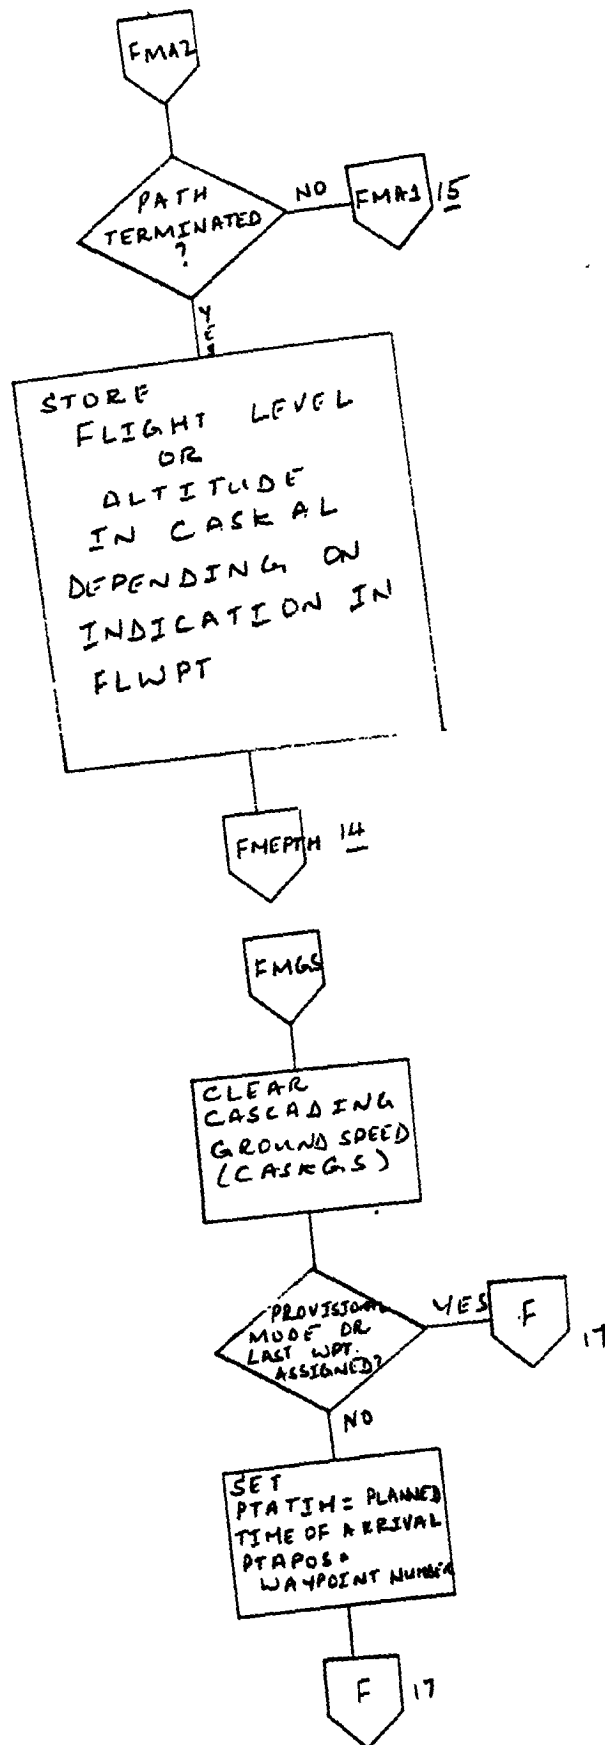 FMA2
PATH
TERMINATED
?
NO
FMA1 15
YES
STORE
FLIGHT LEVEL
OR
ALTITUDE
IN CASKAL
DEPENDING ON
INDICATION IN
FLWPT
FMEPTH 14
FMGS
CLEAR
CASCADING
GROUND SPEED
(CASKGS)
PROVISIONAL
MODE OR
LAST WPT.
ASSIGNED?
YES
F
17
NO
SET
PTATIM = PLANNED
TIME OF ARRIVAL
PTAPOS =
WAYPOINT NUMBER
F 17